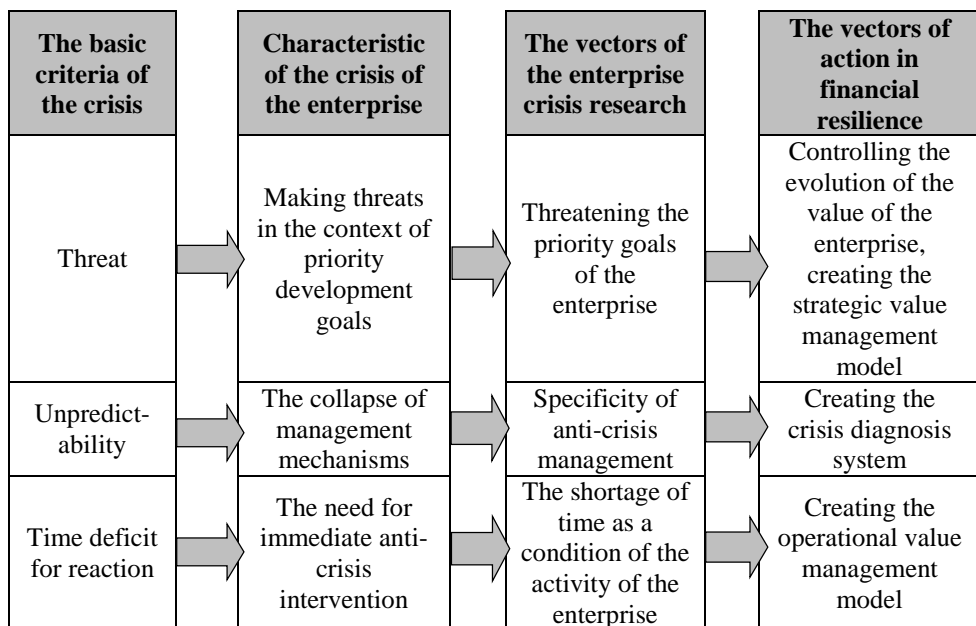 The basic
criteria of
the crisis
Characteristic
of the crisis of
the enterprise
The vectors of
the enterprise
crisis research
The vectors of
action in
financial
resilience
Threat
Making threats
in the context of
priority
development
goals
Threatening the
priority goals
of the
enterprise
Controlling the
evolution of the
value of the
enterprise,
creating the
strategic value
management
model
Unpredict-
ability
The collapse of
management
mechanisms
Specificity of
anti-crisis
management
Creating the
crisis diagnosis
system
Time deficit
for reaction
The need for
immediate anti-
crisis
intervention
The shortage of
time as a
condition of the
activity of the
enterprise
Creating the
operational value
management
model